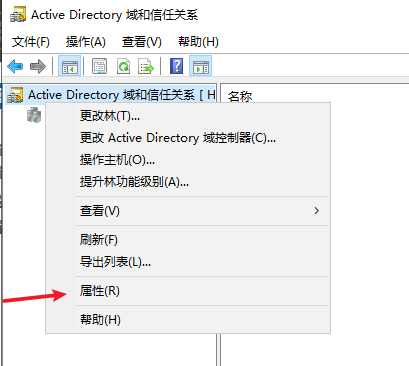 Active Directory 域和信任关系
文件(F) 操作(A) 查看(V) 帮助(H)
Active Directory 域和信任关系 [ H
名称
更改林(T)...
更改 Active Directory 域控制器(C)...
操作主机(O)...
提升林功能级别(A)...
查看(V)
刷新(F)
导出列表(L)...
属性(R)
帮助(H)